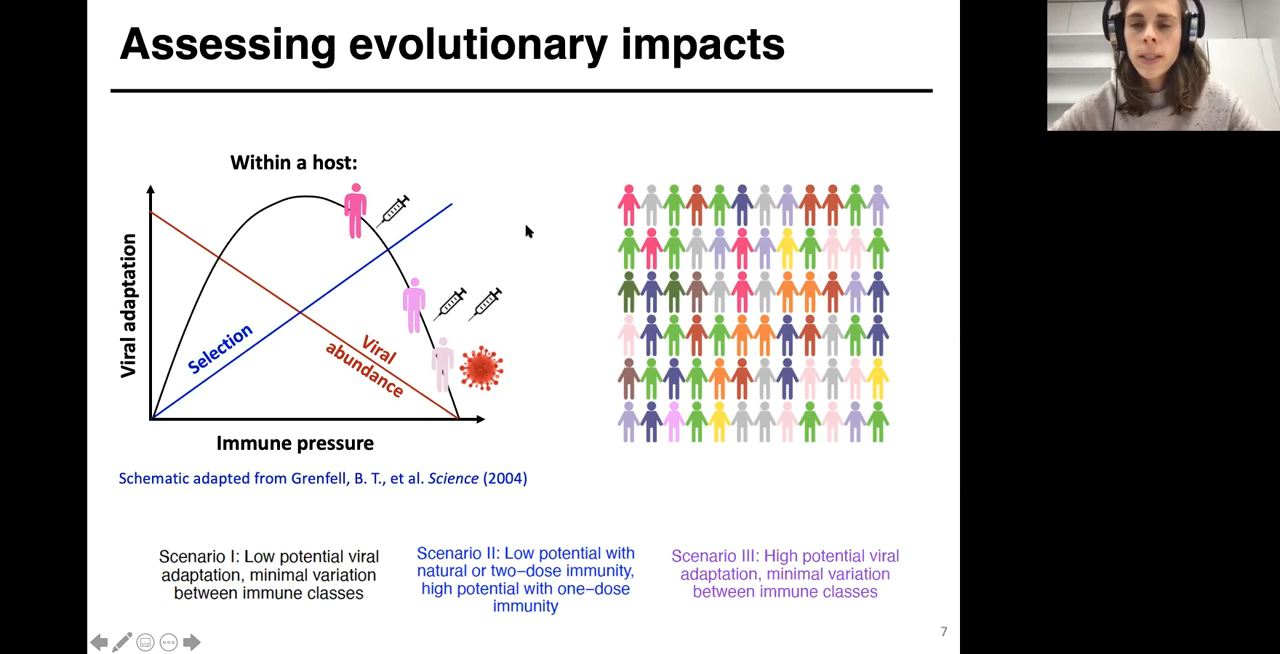 Assessing evolutionary impacts
Within a host:
Viral adaptation
Selection
Viral
abundance
Immune pressure
Schematic adapted from Grenfell, B. T., et al. Science (2004)
Scenario I: Low potential viral
adaptation, minimal variation
between immune classes
Scenario II: Low potential with
natural or two−dose immunity,
high potential with one−dose
immunity
Scenario III: High potential viral
adaptation, minimal variation
between immune classes
7